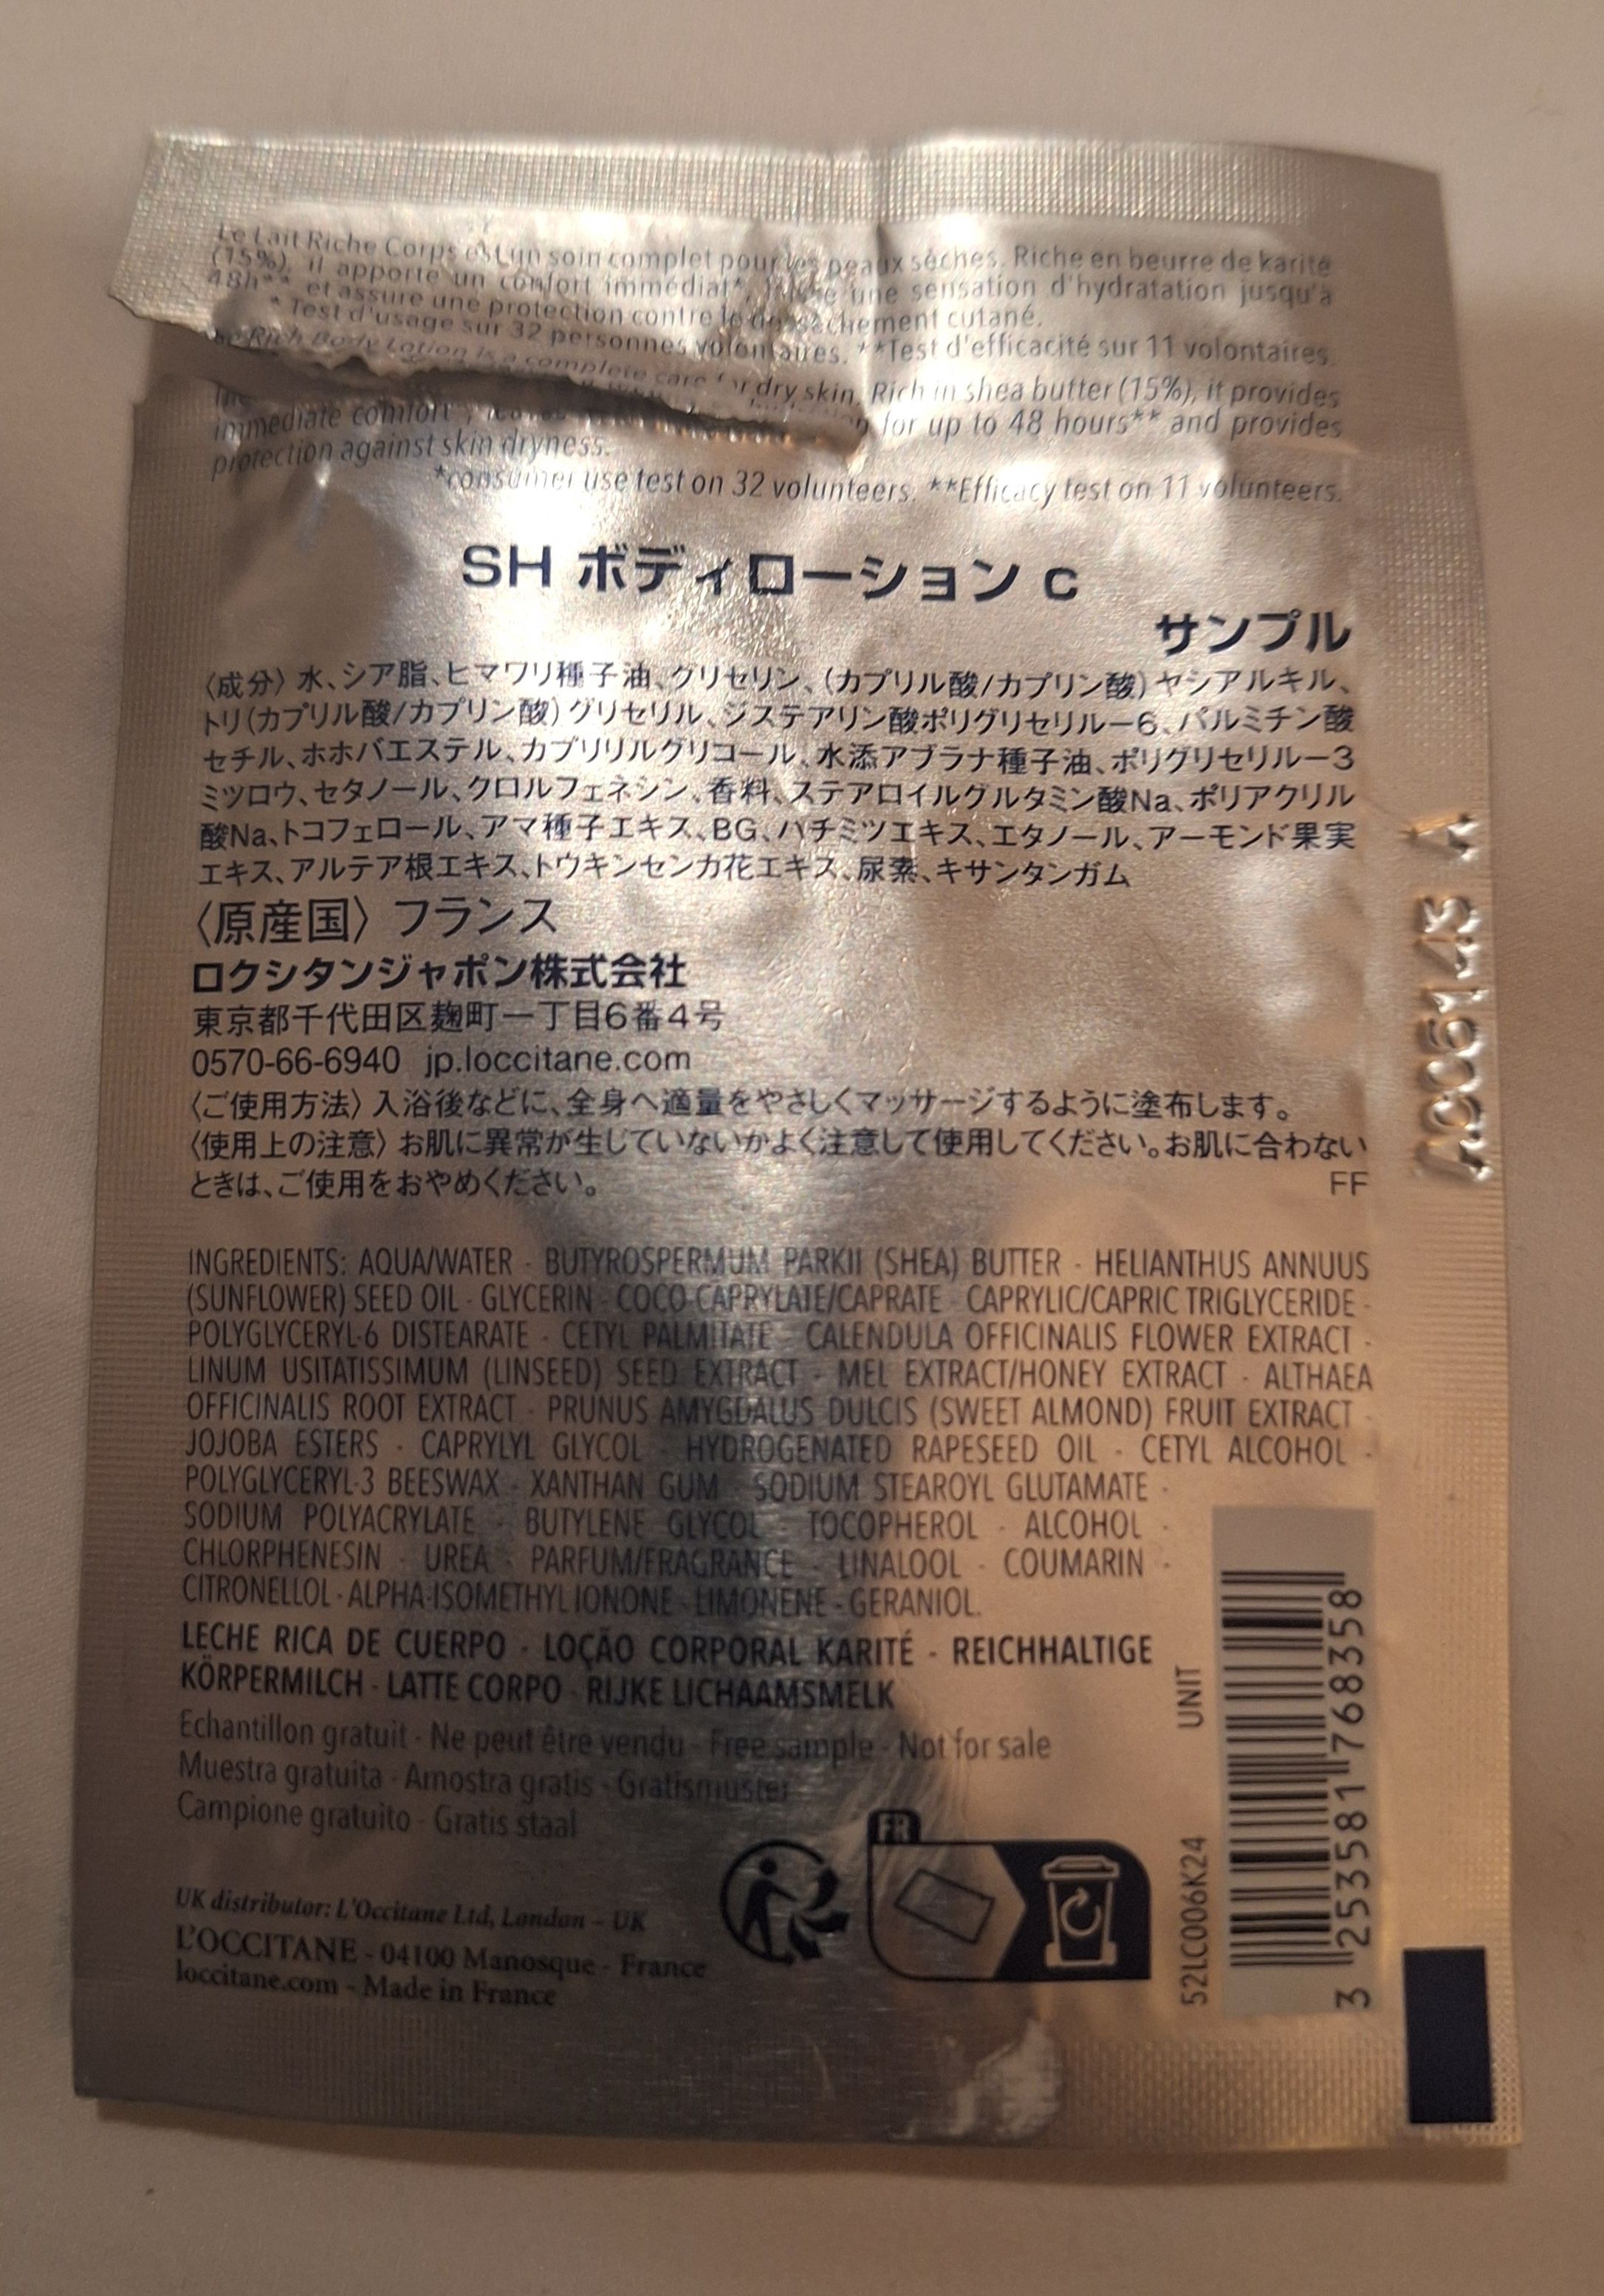 Le Lait Riche Corps est un soin complet pour les peaux sèches. Riche en beurre de karité
(15%), il apporte un confort immédiat*, une sensation d'hydratation jusqu'à
48h** et assure une protection contre le dessèchement cutané.
* Test d'usage sur 32 personnes volontaires. **Test d'efficacité sur 11 volontaires.
Rich Body Lotion is a complete care for dry skin. Rich in shea butter (15%), it provides
immediate comfort*, for up to 48 hours** and provides
protection against skin dryness.
*consumer use test on 32 volunteers. **Efficacy test on 11 volunteers.
SH ボディローション c
サンプル
〈成分〉水、シア脂、ヒマワリ種子油、グリセリン、(カプリル酸/カプリン酸)ヤシアルキル、
トリ(カプリル酸/カプリン酸)グリセリル、ジステアリン酸ポリグリセリル－6、パルミチン酸
セチル、ホホバエステル、カプリリルグリコール、水添アブラナ種子油、ポリグリセリル－3
ミツロウ、セタノール、クロルフェネシン、香料、ステアロイルグルタミン酸Na、ポリアクリル
酸Na、トコフェロール、アマ種子エキス、BG、ハチミツエキス、エタノール、アーモンド果実
エキス、アルテア根エキス、トウキンセンカ花エキス、尿素、キサンタンガム
〈原産国〉フランス
ロクシタンジャポン株式会社
東京都千代田区麹町一丁目6番4号
0570-66-6940 jp.loccitane.com
〈ご使用方法〉入浴後などに、全身へ適量をやさしくマッサージするように塗布します。
〈使用上の注意〉お肌に異常が生じていないかよく注意して使用してください。お肌に合わない
ときは、ご使用をおやめください。 FF
INGREDIENTS: AQUA/WATER - BUTYROSPERMUM PARKII (SHEA) BUTTER - HELIANTHUS ANNUUS
(SUNFLOWER) SEED OIL - GLYCERIN - COCO-CAPRYLATE/CAPRATE - CAPRYLIC/CAPRIC TRIGLYCERIDE -
POLYGLYCERYL-6 DISTEARATE - CETYL PALMITATE - CALENDULA OFFICINALIS FLOWER EXTRACT -
LINUM USITATISSIMUM (LINSEED) SEED EXTRACT - MEL EXTRACT/HONEY EXTRACT - ALTHAEA
OFFICINALIS ROOT EXTRACT - PRUNUS AMYGDALUS DULCIS (SWEET ALMOND) FRUIT EXTRACT -
JOJOBA ESTERS - CAPRYLYL GLYCOL - HYDROGENATED RAPESEED OIL - CETYL ALCOHOL -
POLYGLYCERYL-3 BEESWAX - XANTHAN GUM - SODIUM STEAROYL GLUTAMATE -
SODIUM POLYACRYLATE - BUTYLENE GLYCOL - TOCOPHEROL - ALCOHOL -
CHLORPHENESIN - UREA - PARFUM/FRAGRANCE - LINALOOL - COUMARIN -
CITRONELLOL - ALPHA-ISOMETHYL IONONE - LIMONENE - GERANIOL.
LECHE RICA DE CUERPO - LOÇÃO CORPORAL KARITÉ - REICHHALTIGE
KÖRPERMILCH - LATTE CORPO - RIJKE LICHAAMSMELK
Echantillon gratuit - Ne peut être vendu - Free sample - Not for sale
Muestra gratuita - Amostra gratis - Gratismuster
Campione gratuito - Gratis staal
UK distributor: L'Occitane Ltd, London – UK
L'OCCITANE - 04100 Manosque - France
loccitane.com - Made in France
FR
UNIT
52LC006K24
3 253581 768358